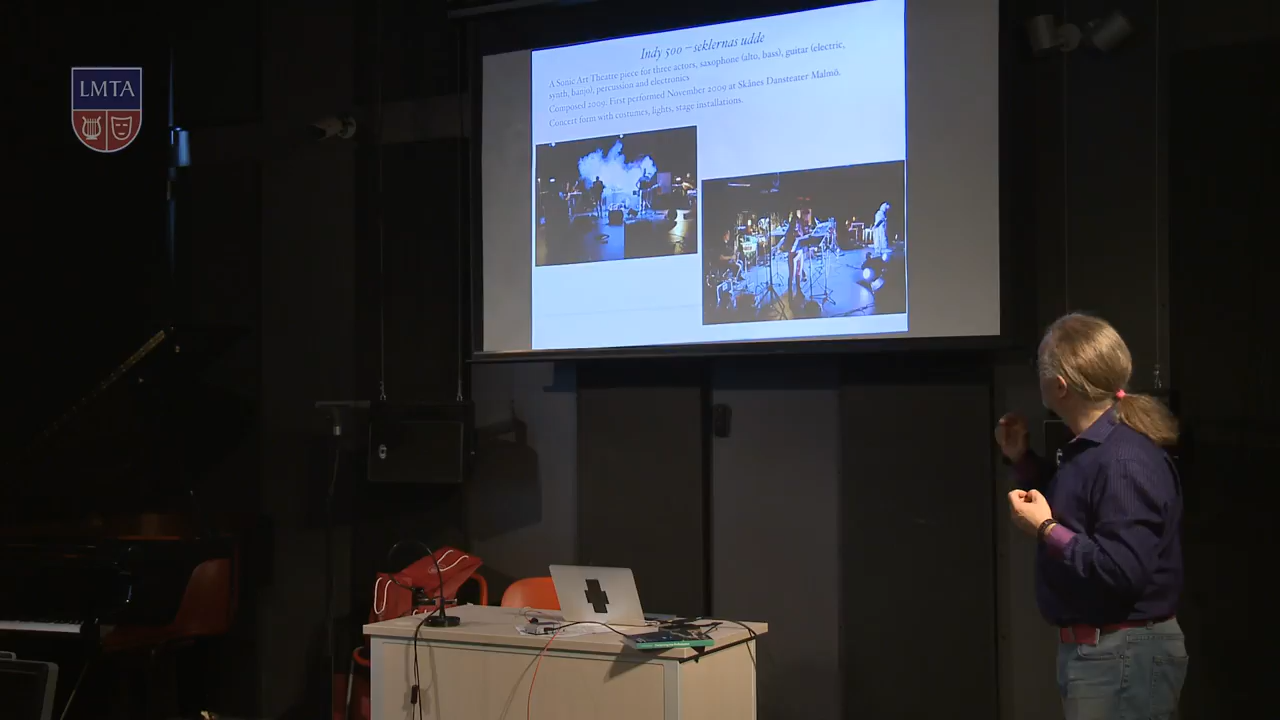 LMTA
Indy 500 – seklernas udde
A Sonic Art Theatre piece for three actors, saxophone (alto, bass), guitar (electric,
synth, banjo), percussion and electronics
Composed 2009. First performed November 2009 at Skånes Dansteater Malmö.
Concert form with costumes, lights, stage installations.